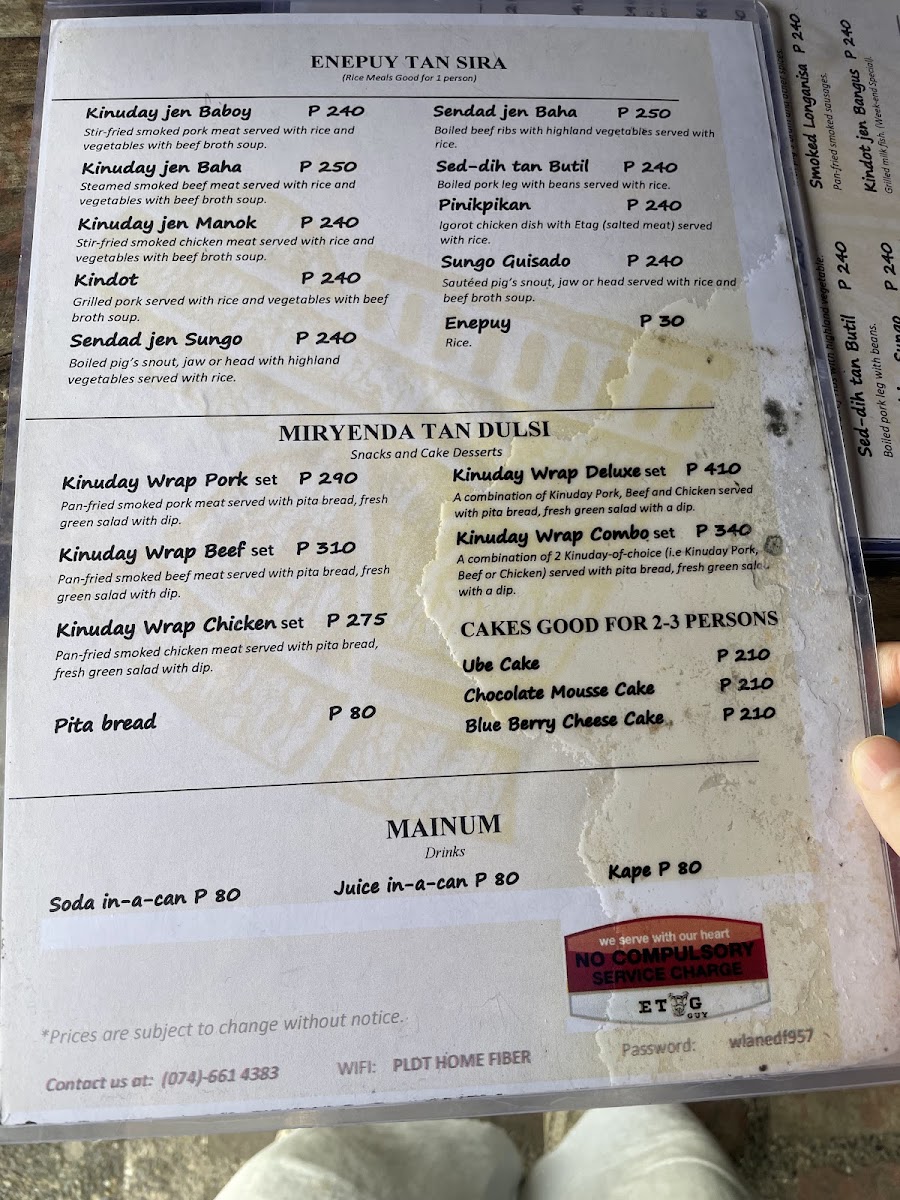 ENEPUY TAN SIRA
(Rice Meals Good for 1 person)
Kinuday jen Baboy P 240
Stir-fried smoked pork meat served with rice and
vegetables with beef broth soup.
Kinuday jen Baha P 250
Steamed smoked beef meat served with rice and
vegetables with beef broth soup.
Kinuday jen Manok P 240
Stir-fried smoked chicken meat served with rice and
vegetables with beef broth soup.
Kindot P 240
Grilled pork served with rice and vegetables with beef
broth soup.
Sendad jen Sungo P 240
Boiled pig's snout, jaw or head with highland
vegetables served with rice.
Sendad jen Baha P 250
Boiled beef ribs with highland vegetables served with
rice.
Sed-dih tan Butil P 240
Boiled pork leg with beans served with rice.
Pinikpikan P 240
Igorot chicken dish with Etag (salted meat) served
with rice.
Sungo Guisado P 240
Sautéed pig's snout, jaw or head served with rice and
beef broth soup.
Enepuy P 30
Rice.
MIRYENDA TAN DULSI
Snacks and Cake Desserts
Kinuday Wrap Pork set P 290
Pan-fried smoked pork meat served with pita bread, fresh
green salad with dip.
Kinuday Wrap Beef set P 310
Pan-fried smoked beef meat served with pita bread, fresh
green salad with dip.
Kinuday Wrap Chicken set P 275
Pan-fried smoked chicken meat served with pita bread,
fresh green salad with dip.
Pita bread P 80
Kinuday Wrap Deluxe set P 410
A combination of Kinuday Pork, Beef and Chicken served
with pita bread, fresh green salad with a dip.
Kinuday Wrap Combo set P 340
A combination of 2 Kinuday-of-choice (i.e Kinuday Pork,
Beef or Chicken) served with pita bread, fresh green salad
with a dip.
CAKES GOOD FOR 2-3 PERSONS
Ube Cake P 210
Chocolate Mousse Cake P 210
Blue Berry Cheese Cake P 210
MAINUM
Drinks
Soda in-a-can P 80
Juice in-a-can P 80
Kape P 80
we serve with our heart
NO COMPULSORY
SERVICE CHARGE
ET G
GUY
*Prices are subject to change without notice.
Contact us at: (074)-661 4383
WIFI: PLDT HOME FIBER
Password: wlanedf957
Smoked Longanisa P 240
Pan-fried smoked sausages.
Kindot jen Bangus P 240
Grilled milk fish. (Week-end Special).
highland vegetable.
Sed-dih tan Butil P 240
Boiled pork leg with beans.
Sungo P 240